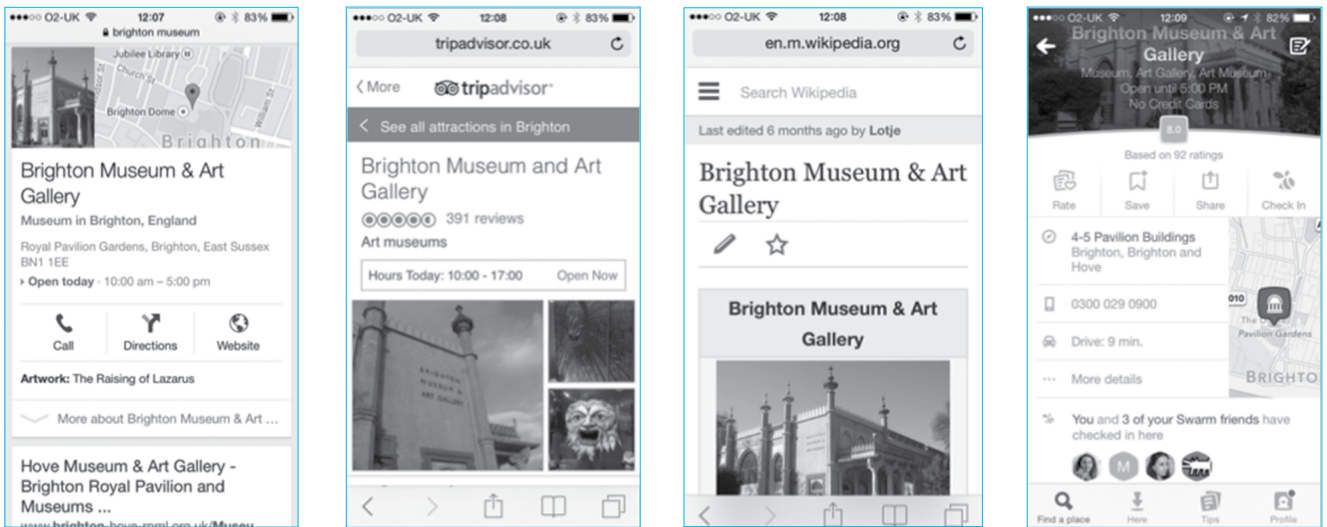 O2-UK 12:07 83%
brighton museum
Jubilee Library
Church St
William St
Brighton Dome
Brighton
Brighton Museum & Art
Gallery
Museum in Brighton, England
Royal Pavilion Gardens, Brighton, East Sussex
BN1 1EE
Open today · 10:00 am – 5:00 pm
Call Directions Website
Artwork: The Raising of Lazarus
More about Brighton Museum & Art ...
Hove Museum & Art Gallery -
Brighton Royal Pavilion and
Museums ...
O2-UK 12:08 83%
tripadvisor.co.uk
More tripadvisor
See all attractions in Brighton
Brighton Museum and Art
Gallery
391 reviews
Art museums
Hours Today: 10:00 - 17:00 Open Now
BRIGHTON
MUSEUM &
ART GALLERY
O2-UK 12:08 83%
en.m.wikipedia.org
Search Wikipedia
Last edited 6 months ago by Lotje
Brighton Museum & Art
Gallery
Brighton Museum & Art
Gallery
O2-UK 12:09 82%
Brighton Museum & Art
Gallery
Museum, Art Gallery, Art Museum
Open until 5:00 PM
No Credit Cards
8.0
Based on 92 ratings
Rate Save Share Check In
4-5 Pavilion Buildings
Brighton, Brighton and
Hove
0300 029 0900
Drive: 9 min.
More details
010
Pavilion Gardens
BRIGHTO
You and 3 of your Swarm friends have
checked in here
M
Find a place Here Tips Profile